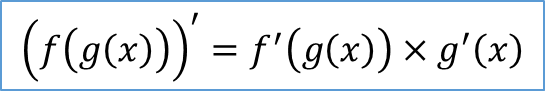 (f(g(x)))′ = f′(g(x)) × g′(x)